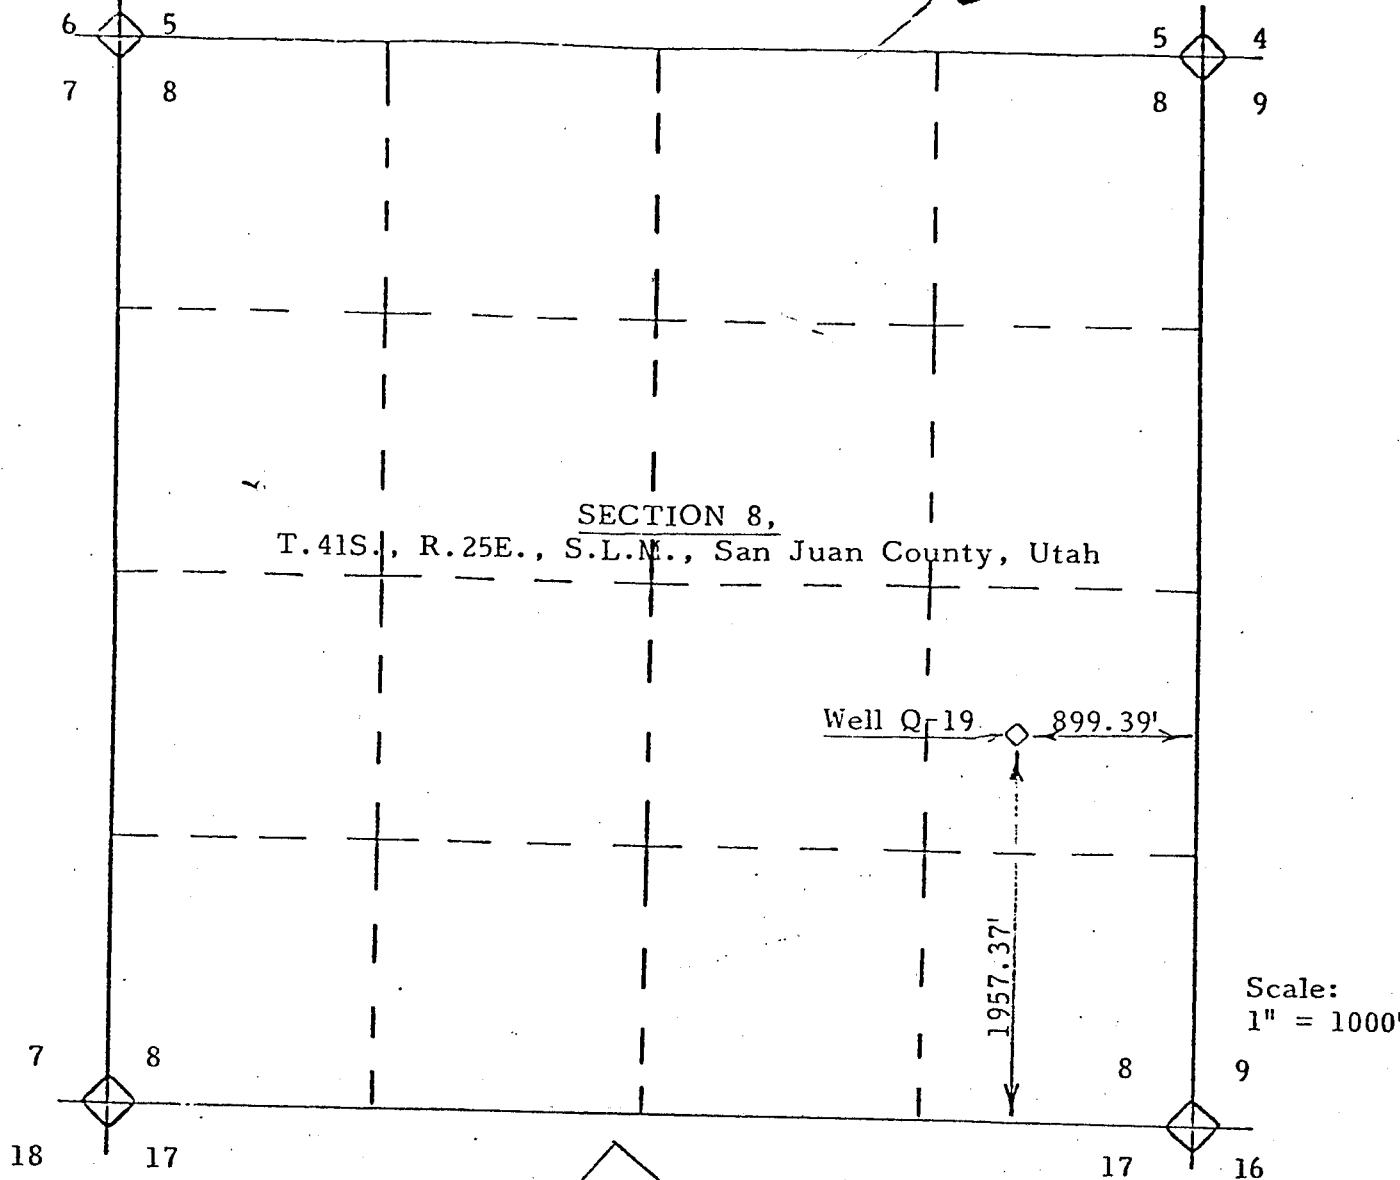 6 5
5 4
7 8
8 9
SECTION 8,
T.41S., R.25E., S.L.M., San Juan County, Utah
Well Q-19 899.39'
1957.37'
Scale:
1" = 1000'
7 8
8 9
18 17
17 16